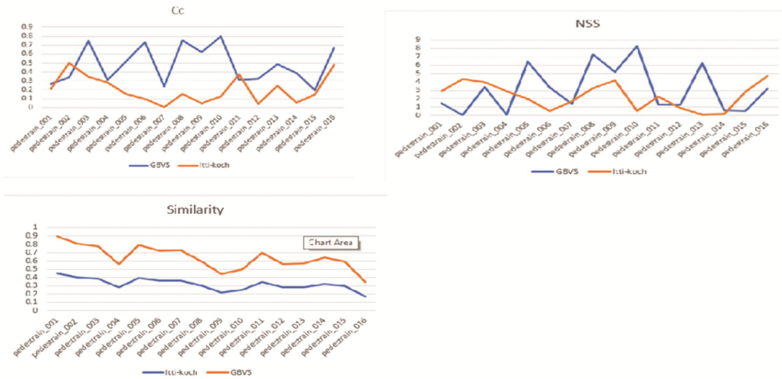 Cc
0.9
0.8
0.7
0.6
0.5
0.4
0.3
0.2
0.1
0
pedestrain_001
pedestrain_002
pedestrain_003
pedestrain_004
pedestrain_005
pedestrain_006
pedestrain_007
pedestrain_008
pedestrain_009
pedestrain_010
pedestrain_011
pedestrain_012
pedestrain_013
pedestrain_014
pedestrain_015
pedestrain_016
GBVS Itti-koch
NSS
9
8
7
6
5
4
3
2
1
0
pedestrain_001
pedestrain_002
pedestrain_003
pedestrain_004
pedestrain_005
pedestrain_006
pedestrain_007
pedestrain_008
pedestrain_009
pedestrain_010
pedestrain_011
pedestrain_012
pedestrain_013
pedestrain_014
pedestrain_015
pedestrain_016
GBVS Itti-koch
Similarity
1
0.9
0.8
0.7
0.6
0.5
0.4
0.3
0.2
0.1
0
Chart Area
pedestrain_001
pedestrain_002
pedestrain_003
pedestrain_004
pedestrain_005
pedestrain_006
pedestrain_007
pedestrain_008
pedestrain_009
pedestrain_010
pedestrain_011
pedestrain_012
pedestrain_013
pedestrain_014
pedestrain_015
pedestrain_016
Itti-koch GBVS